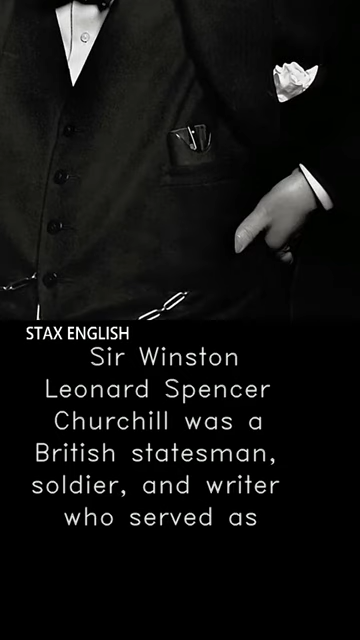 STAX ENGLISH
Sir Winston
Leonard Spencer
Churchill was a
British statesman,
soldier, and writer
who served as